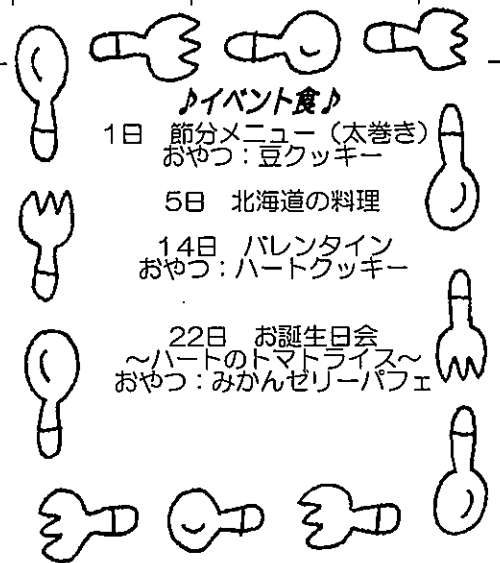 ♪イベント食♪
1日　節分メニュー（太巻き）
おやつ：豆クッキー
5日　北海道の料理
14日　バレンタイン
おやつ：ハートクッキー
22日　お誕生日会
～ハートのトマトライス～
おやつ：みかんゼリーパフェ